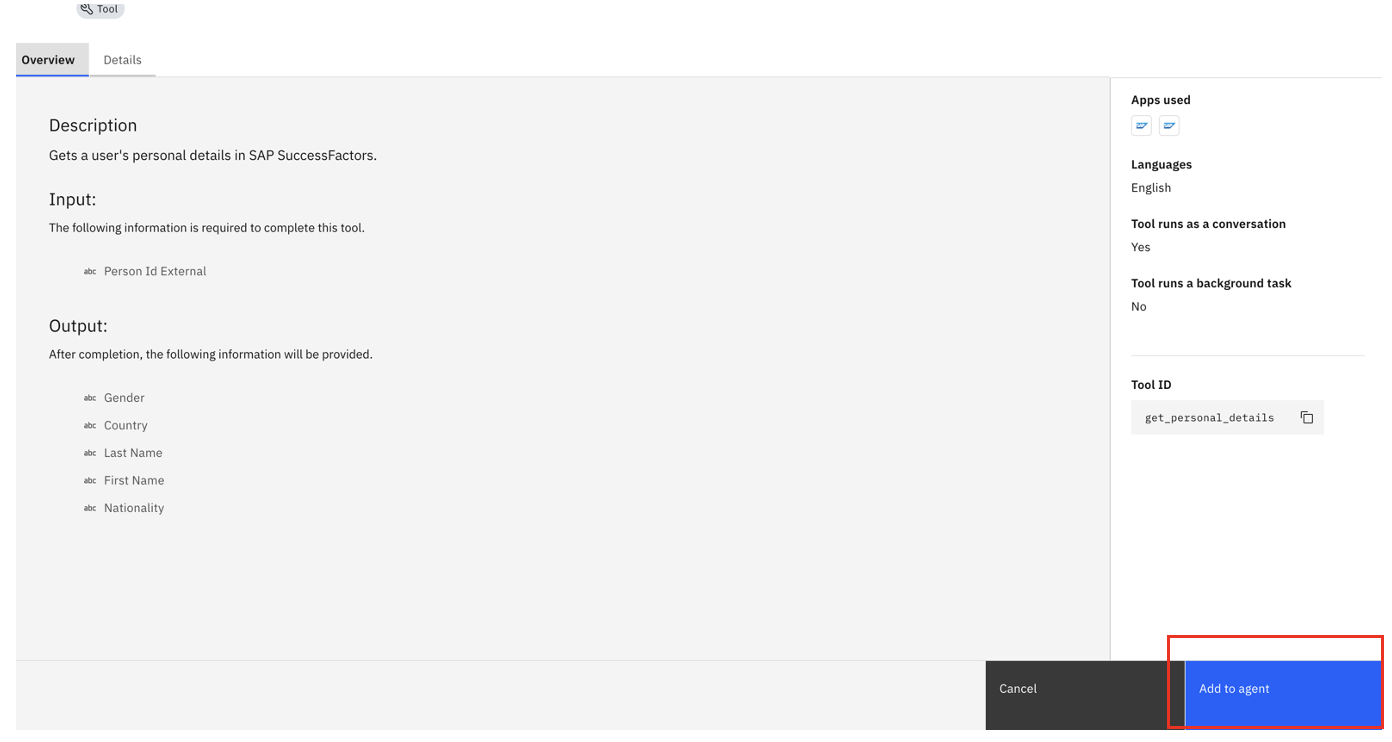 Tool
Overview Details
Description
Gets a user's personal details in SAP SuccessFactors.
Input:
The following information is required to complete this tool.
abc Person Id External
Output:
After completion, the following information will be provided.
abc Gender
abc Country
abc Last Name
abc First Name
abc Nationality
Apps used
SAP SAP
Languages
English
Tool runs as a conversation
Yes
Tool runs a background task
No
Tool ID
get_personal_details
Cancel
Add to agent